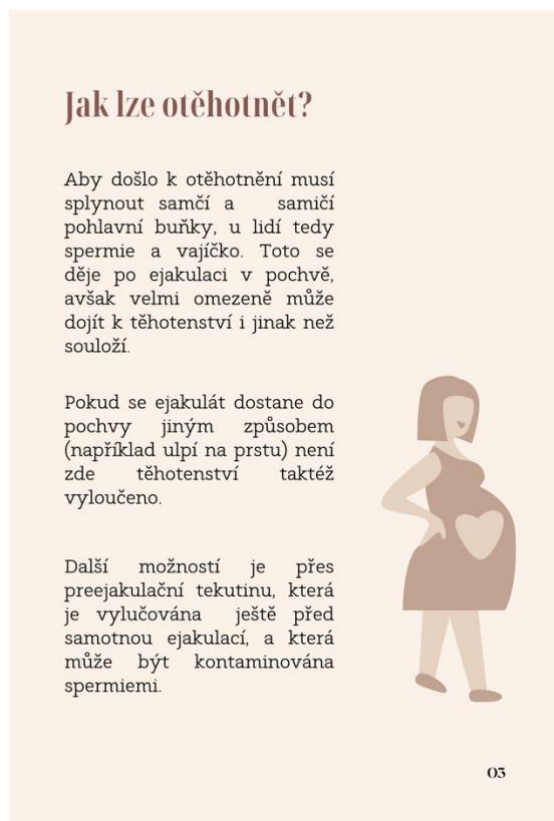 Jak lze otěhotnět?
Aby došlo k otěhotnění musí
splynout samčí a samičí
pohlavní buňky, u lidí tedy
spermie a vajíčko. Toto se
děje po ejakulaci v pochvě,
avšak velmi omezeně může
dojít k těhotenství i jinak než
souloží.
Pokud se ejakulát dostane do
pochvy jiným způsobem
(například ulpí na prstu) není
zde těhotenství taktéž
vyloučeno.
Další možností je přes
preejakulační tekutinu, která
je vylučována ještě před
samotnou ejakulací, a která
může být kontaminována
spermiemi.
03